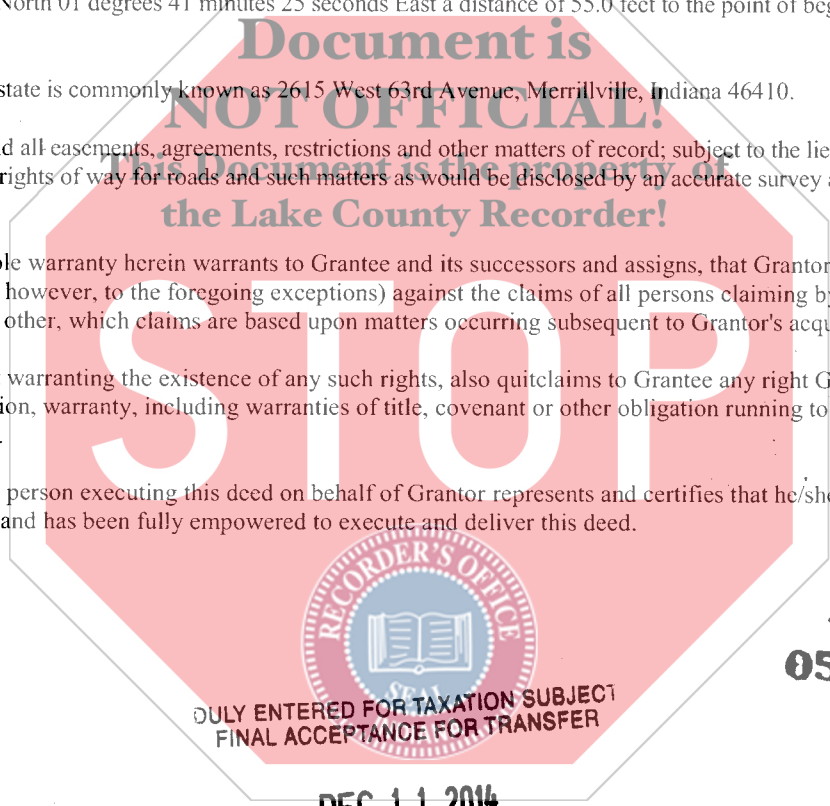 North 01 degrees 41 minutes 25 seconds East a distance of 55.0 feet to the point of beg
Document is
state is commonly known as 2615 West 63rd Avenue, Merrillville, Indiana 46410.
NOT OFFICIAL!
d all easements, agreements, restrictions and other matters of record; subject to the lie
This Document is the property of
rights of way for roads and such matters as would be disclosed by an accurate survey a
the Lake County Recorder!
ole warranty herein warrants to Grantee and its successors and assigns, that Grantor
however, to the foregoing exceptions) against the claims of all persons claiming by
other, which claims are based upon matters occurring subsequent to Grantor's acqu
STOP
warranting the existence of any such rights, also quitclaims to Grantee any right G
ion, warranty, including warranties of title, covenant or other obligation running to
person executing this deed on behalf of Grantor represents and certifies that he/she
and has been fully empowered to execute and deliver this deed.
RECORDER'S OFFICE
SEAL
05
DULY ENTERED FOR TAXATION SUBJECT
FINAL ACCEPTANCE FOR TRANSFER
DEC 11 2014